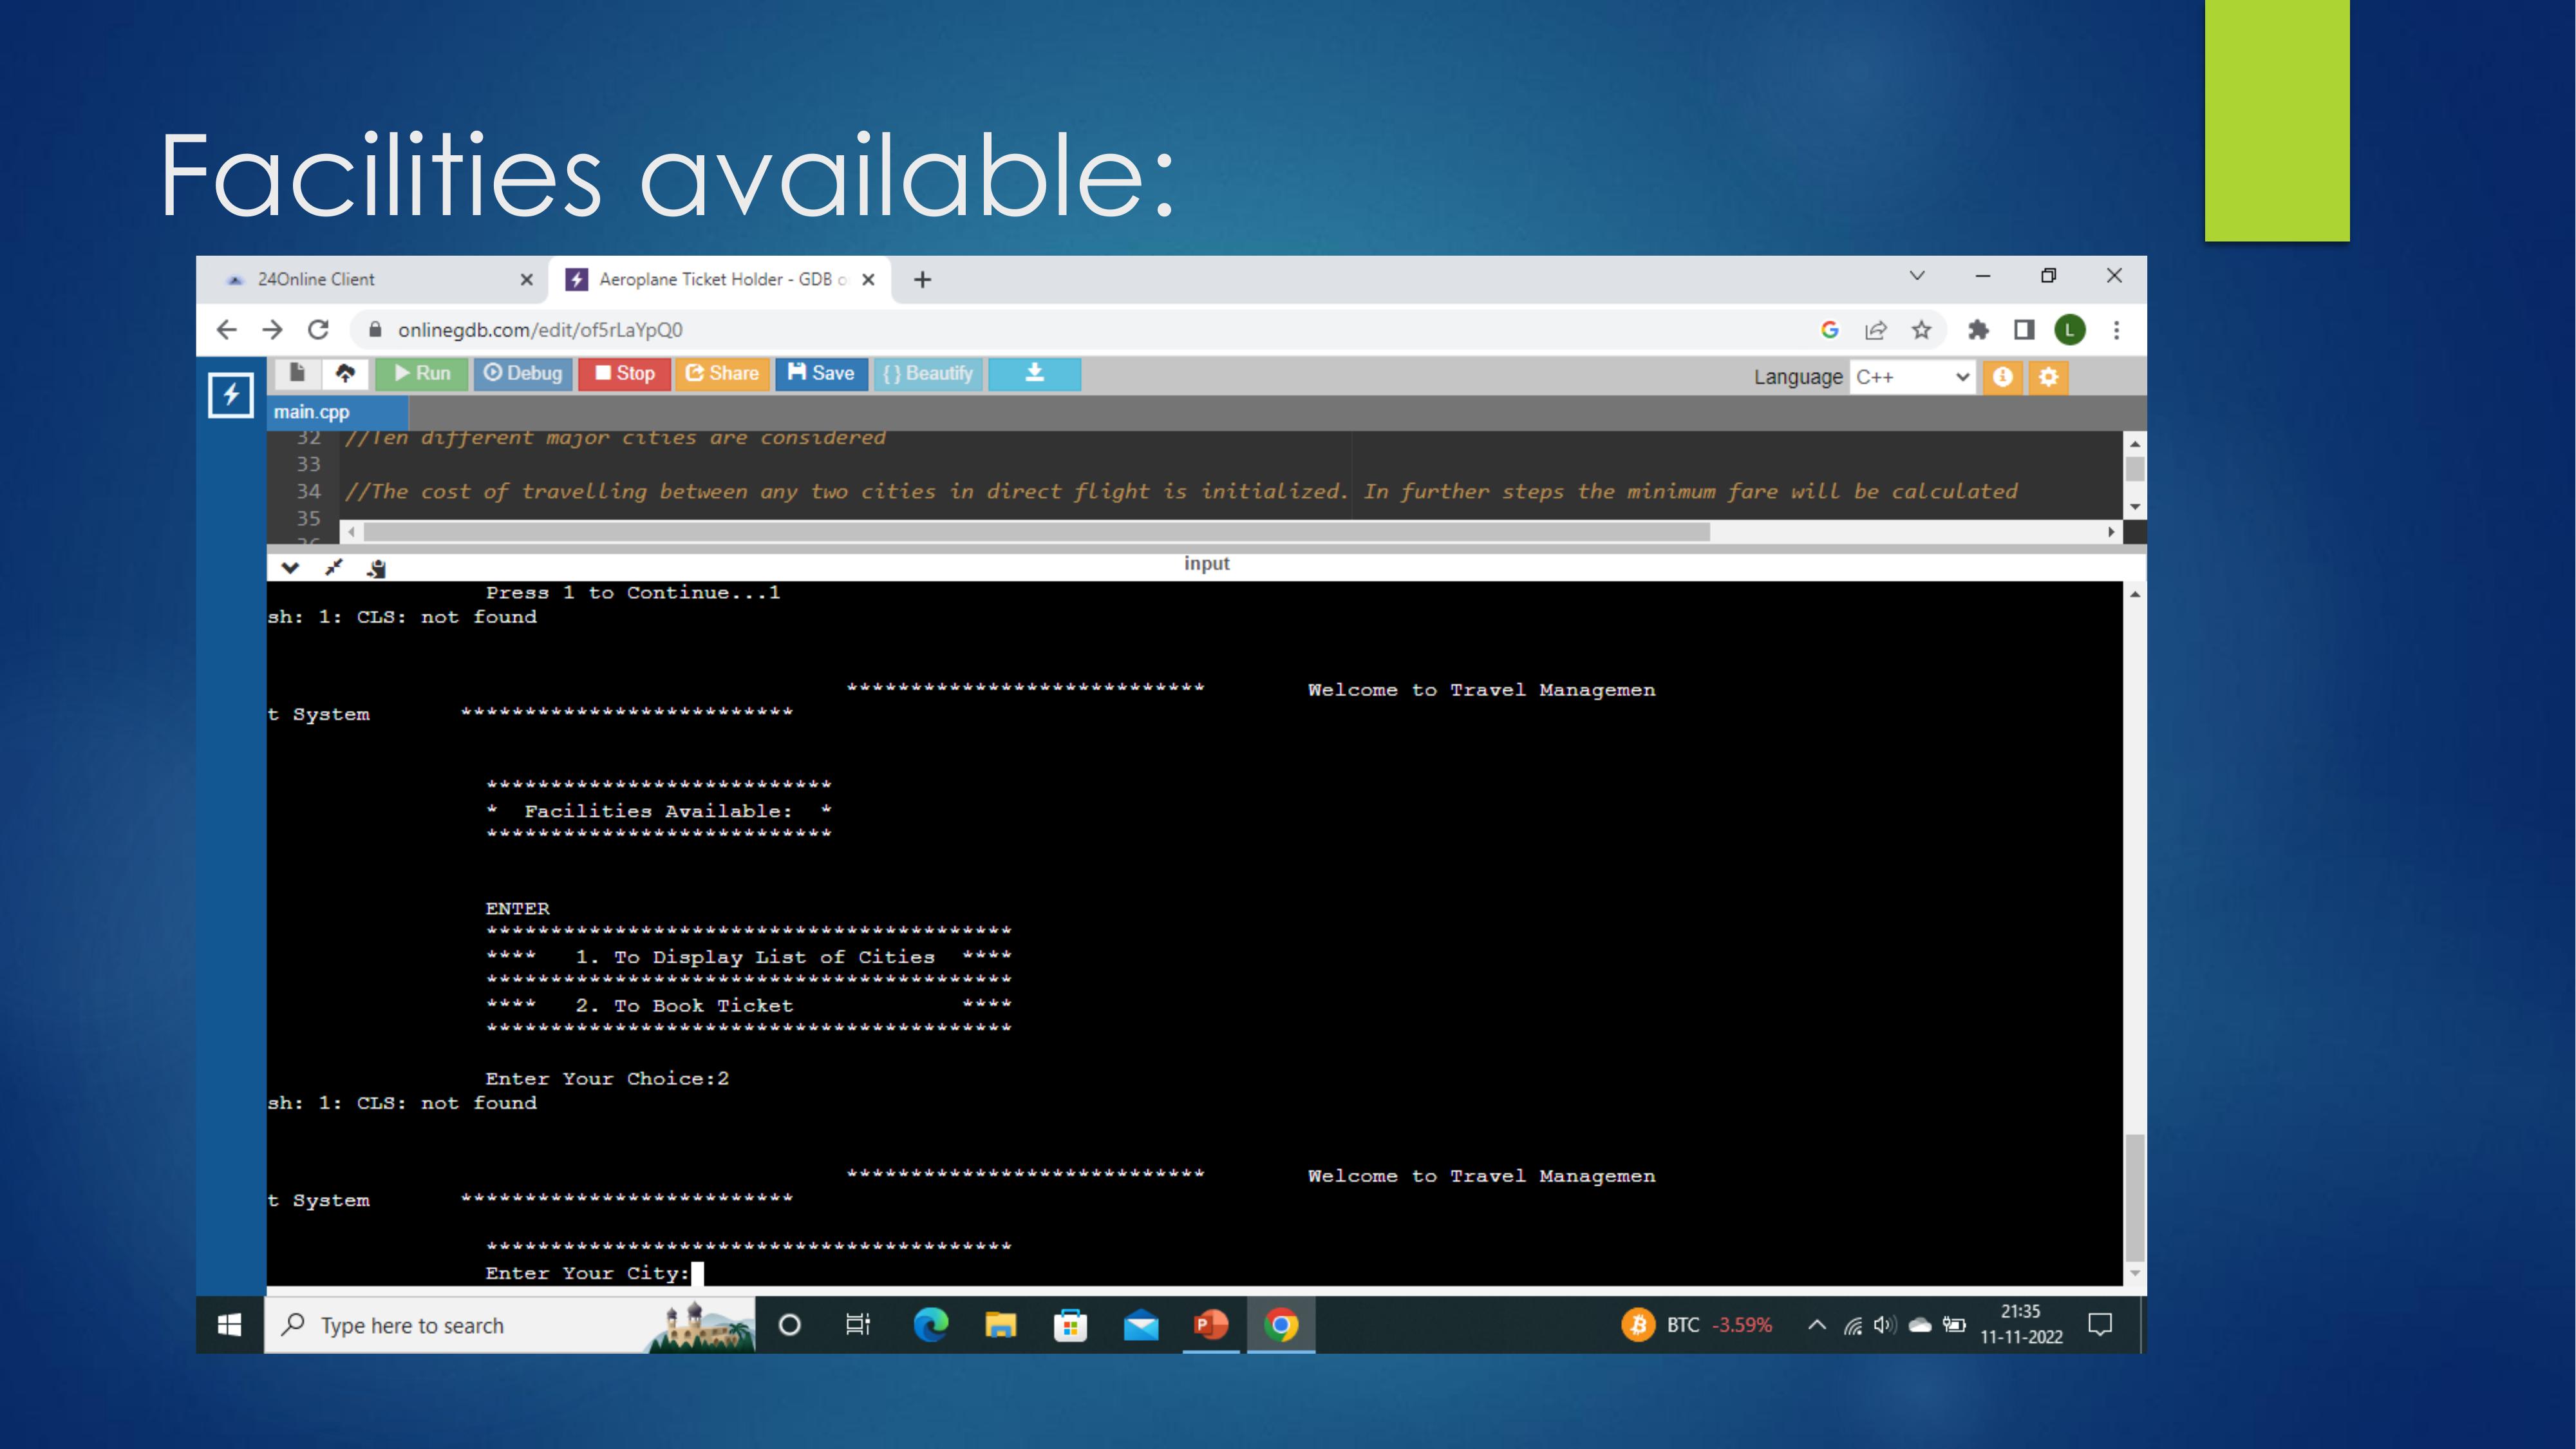 Facilities available:
24Online Client
Aeroplane Ticket Holder - GDB o
onlinegdb.com/edit/of5rLaYpQ0
L
Run Debug Stop Share Save {} Beautify
Language C++
main.cpp
32 //Ten different major cities are considered
33
34 //The cost of travelling between any two cities in direct flight is initialized. In further steps the minimum fare will be calculated
35
36
input
Press 1 to Continue...1
sh: 1: CLS: not found
**************************** Welcome to Travel Managemen
t System **************************
***************************
* Facilities Available: *
***************************
ENTER
*****************************************
**** 1. To Display List of Cities ****
*****************************************
**** 2. To Book Ticket ****
*****************************************
Enter Your Choice:2
sh: 1: CLS: not found
**************************** Welcome to Travel Managemen
t System **************************
*****************************************
Enter Your City:
Type here to search
BTC -3.59%
21:35
11-11-2022